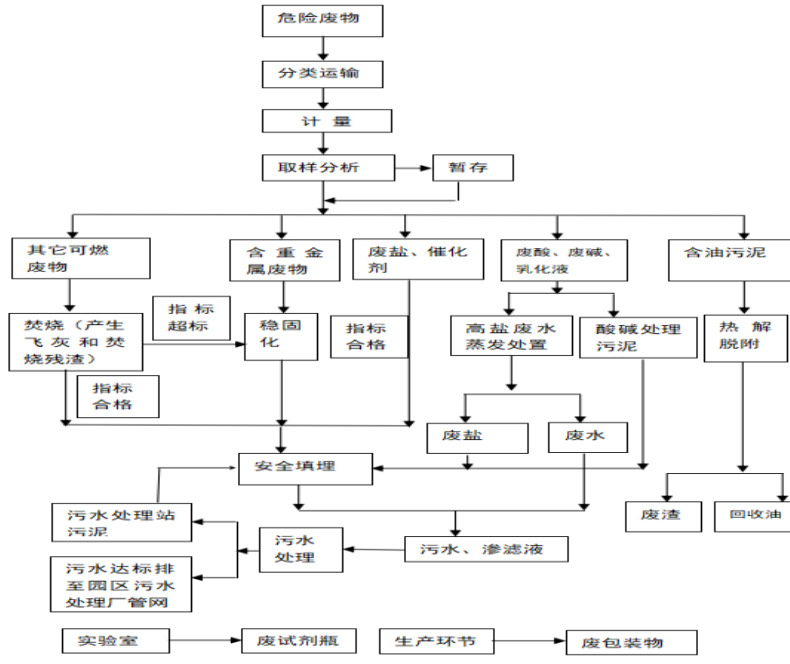 危险废物
分类运输
计 量
取样分析
暂存
其它可燃
废物
含 重 金
属废物
废盐、催化
剂
废酸、废碱、
乳化液
含油污泥
焚烧（产生
飞 灰 和 焚
烧残渣）
指 标
超标
稳固
化
指标
合格
高盐废水
蒸发处置
酸碱处理
污泥
热 解
脱附
指标
合格
废盐
废水
安全填埋
污水处理站
污泥
污水
处理
污水、渗滤液
废渣
回收油
污水达标排
至园区污水
处理厂管网
实验室
废试剂瓶
生产环节
废包装物